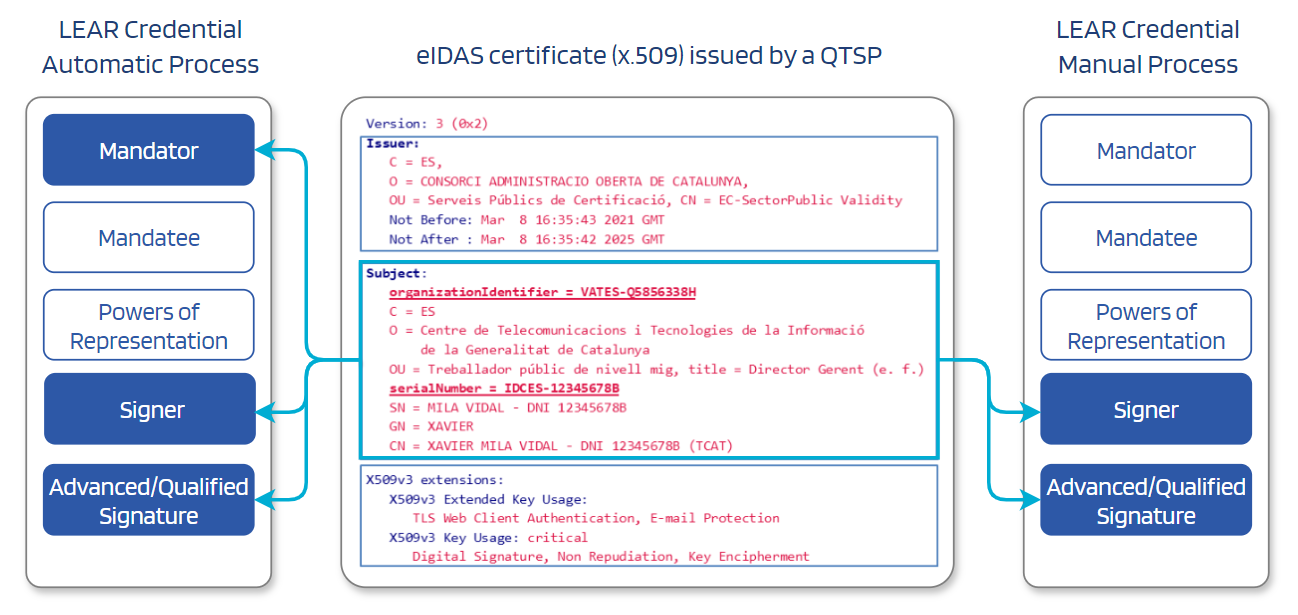 LEAR Credential
Automatic Process
Mandator
Mandatee
Powers of
Representation
Signer
Advanced/Qualified
Signature
eIDAS certificate (x.509) issued by a QTSP
Version: 3 (0x2)
Issuer:
C = ES,
O = CONSORCI ADMINISTRACIO OBERTA DE CATALUNYA,
OU = Serveis Públics de Certificació, CN = EC-SectorPublic Validity
Not Before: Mar 8 16:35:43 2021 GMT
Not After : Mar 8 16:35:42 2025 GMT
Subject:
organizationIdentifier = VATES-Q5856338H
C = ES
O = Centre de Telecomunicacions i Tecnologies de la Informació
de la Generalitat de Catalunya
OU = Treballador públic de nivell mig, title = Director Gerent (e. f.)
serialNumber = IDCES-12345678B
SN = MILA VIDAL - DNI 12345678B
GN = XAVIER
CN = XAVIER MILA VIDAL - DNI 12345678B (TCAT)
X509v3 extensions:
X509v3 Extended Key Usage:
TLS Web Client Authentication, E-mail Protection
X509v3 Key Usage: critical
Digital Signature, Non Repudiation, Key Encipherment
LEAR Credential
Manual Process
Mandator
Mandatee
Powers of
Representation
Signer
Advanced/Qualified
Signature